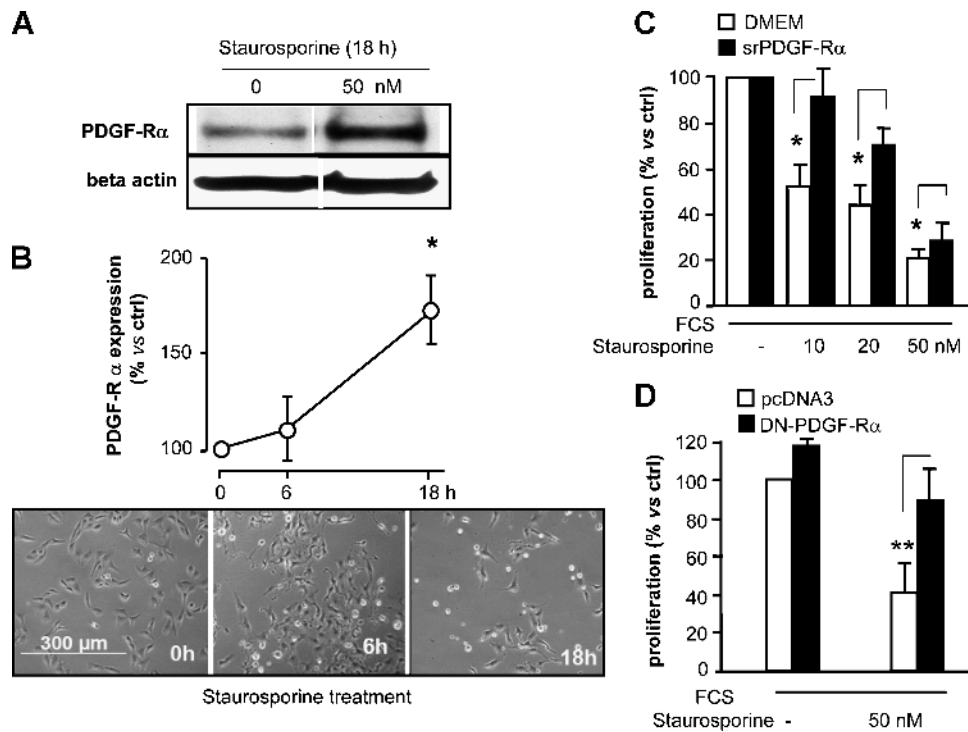 A
Staurosporine (18 h)
0 50 nM
PDGF-Rα
beta actin
B
PDGF-R α expression
(% vs ctrl)
200
*
150
100
0 6 18 h
300 µm
0h
6h
18h
Staurosporine treatment
C
DMEM
srPDGF-Rα
proliferation (% vs ctrl)
100
80
60
40
20
0
*
*
*
FCS
Staurosporine - 10 20 50 nM
D
pcDNA3
DN-PDGF-Rα
proliferation (% vs ctrl)
120
100
80
60
40
20
0
**
FCS
Staurosporine - 50 nM